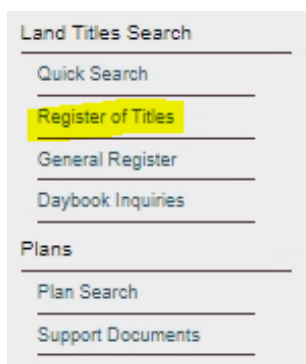 Land Titles Search
Quick Search
Register of Titles
General Register
Daybook Inquiries
Plans
Plan Search
Support Documents